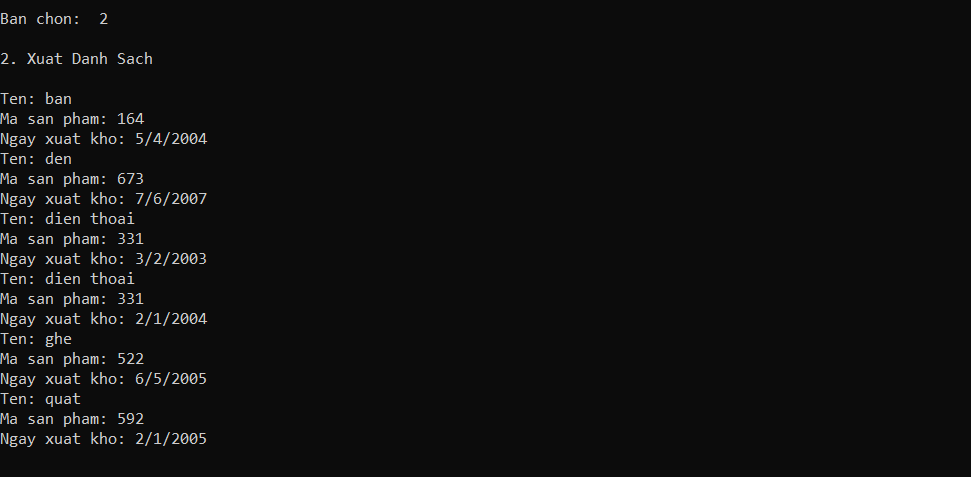 Ban chon:  2
2. Xuat Danh Sach
Ten: ban
Ma san pham: 164
Ngay xuat kho: 5/4/2004
Ten: den
Ma san pham: 673
Ngay xuat kho: 7/6/2007
Ten: dien thoai
Ma san pham: 331
Ngay xuat kho: 3/2/2003
Ten: dien thoai
Ma san pham: 331
Ngay xuat kho: 2/1/2004
Ten: ghe
Ma san pham: 522
Ngay xuat kho: 6/5/2005
Ten: quat
Ma san pham: 592
Ngay xuat kho: 2/1/2005